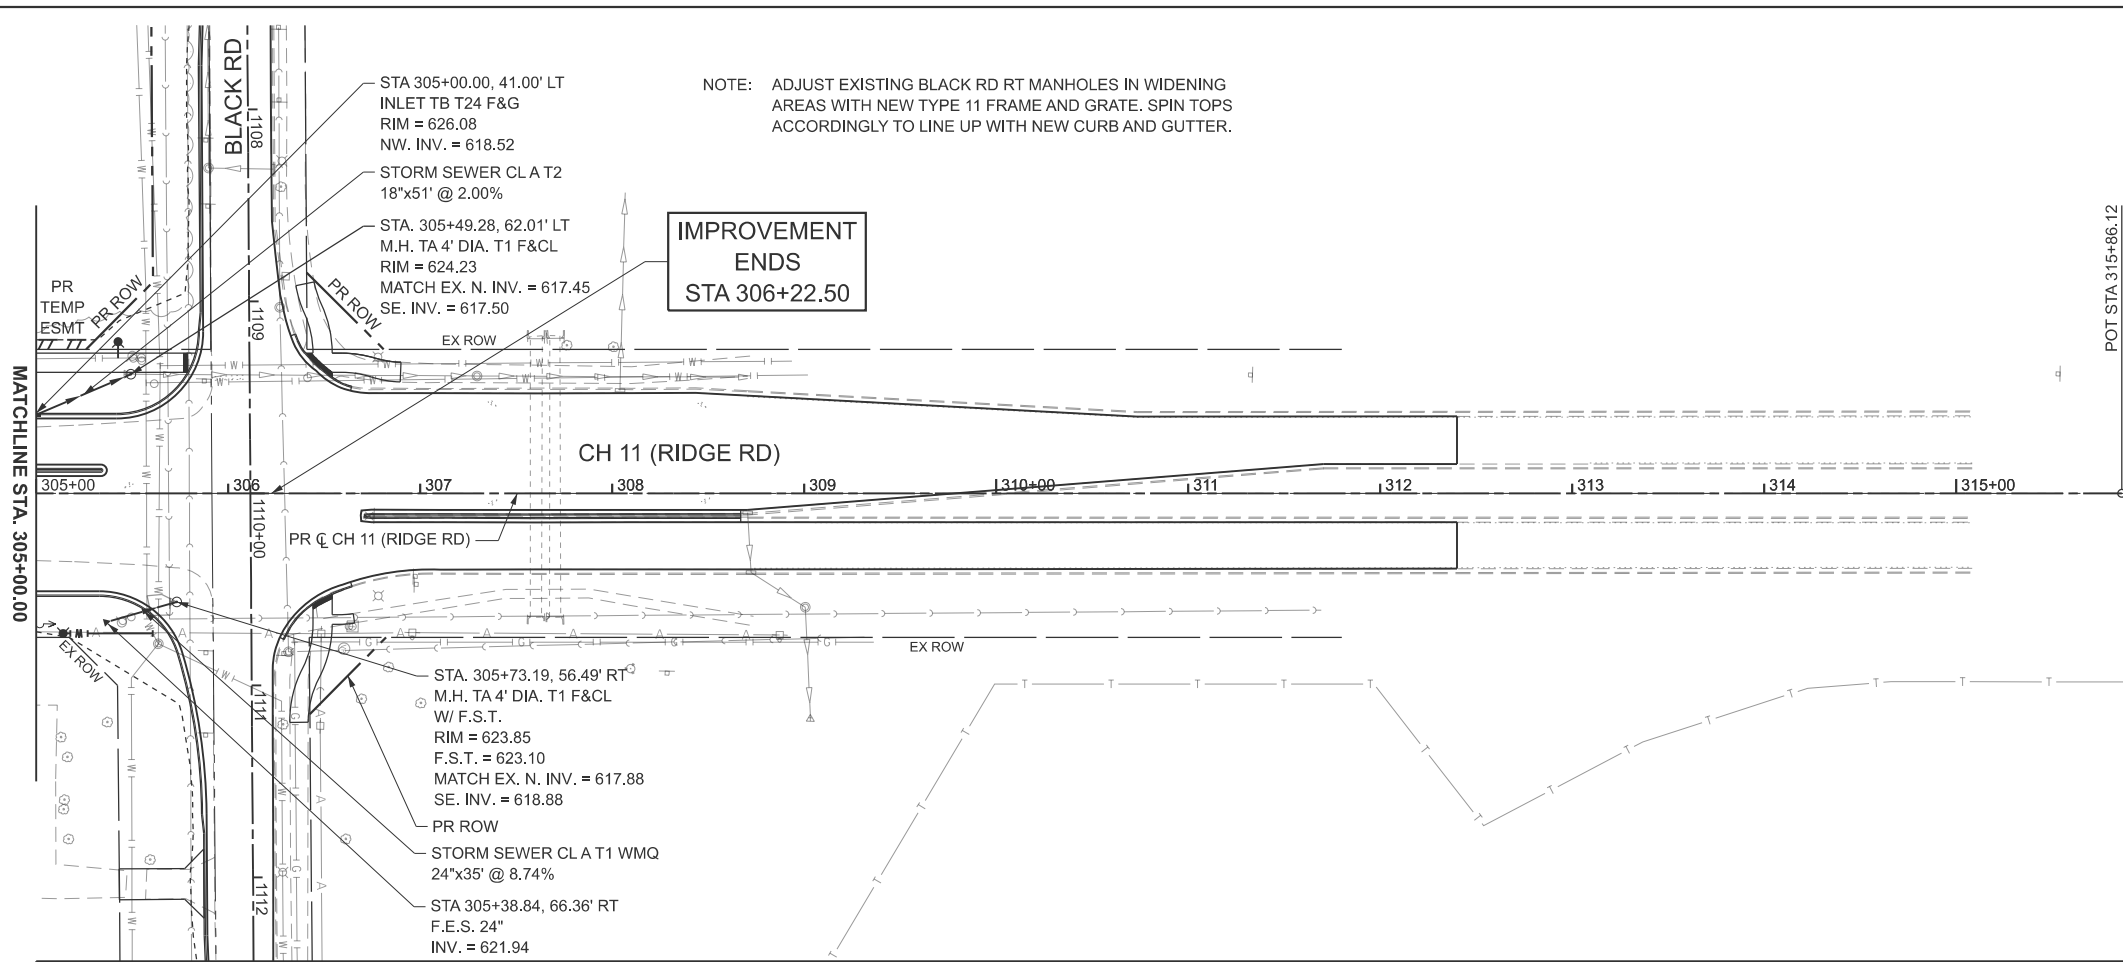 BLACK RD
1108
1109
1110+00
1111
1112
STA 305+00.00, 41.00' LT
INLET TB T24 F&G
RIM = 626.08
NW. INV. = 618.52
STORM SEWER CL A T2
18"x51' @ 2.00%
STA. 305+49.28, 62.01' LT
M.H. TA 4' DIA. T1 F&CL
RIM = 624.23
MATCH EX. N. INV. = 617.45
SE. INV. = 617.50
NOTE: ADJUST EXISTING BLACK RD RT MANHOLES IN WIDENING
AREAS WITH NEW TYPE 11 FRAME AND GRATE. SPIN TOPS
ACCORDINGLY TO LINE UP WITH NEW CURB AND GUTTER.
IMPROVEMENT
ENDS
STA 306+22.50
POT STA 315+86.12
PR
TEMP
ESMT
PR ROW
PR ROW
EX ROW
MATCHLINE STA. 305+00.00
CH 11 (RIDGE RD)
305+00
306
307
308
309
310+00
311
312
313
314
315+00
PR ℄ CH 11 (RIDGE RD)
EX ROW
EX ROW
STA. 305+73.19, 56.49' RT
M.H. TA 4' DIA. T1 F&CL
W/ F.S.T.
RIM = 623.85
F.S.T. = 623.10
MATCH EX. N. INV. = 617.88
SE. INV. = 618.88
PR ROW
STORM SEWER CL A T1 WMQ
24"x35' @ 8.74%
STA 305+38.84, 66.36' RT
F.E.S. 24"
INV. = 621.94